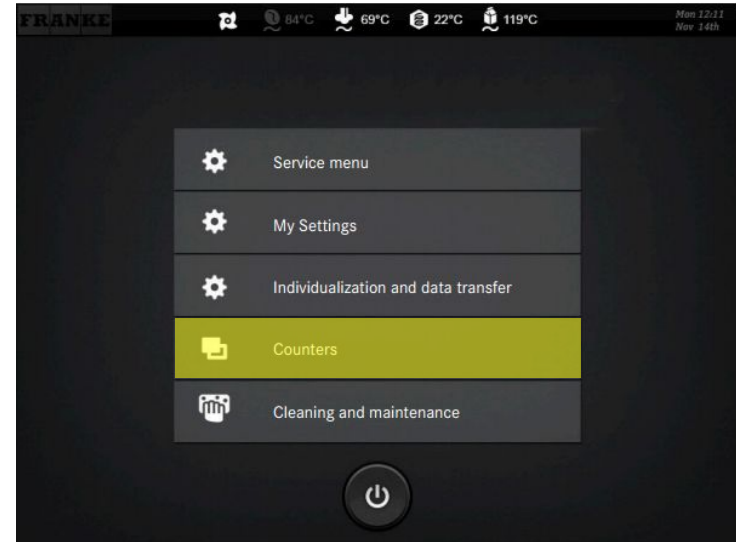 FRANKE 84°C 69°C 22°C 119°C Mon 12:11
Nov 14th
Service menu
My Settings
Individualization and data transfer
Counters
Cleaning and maintenance